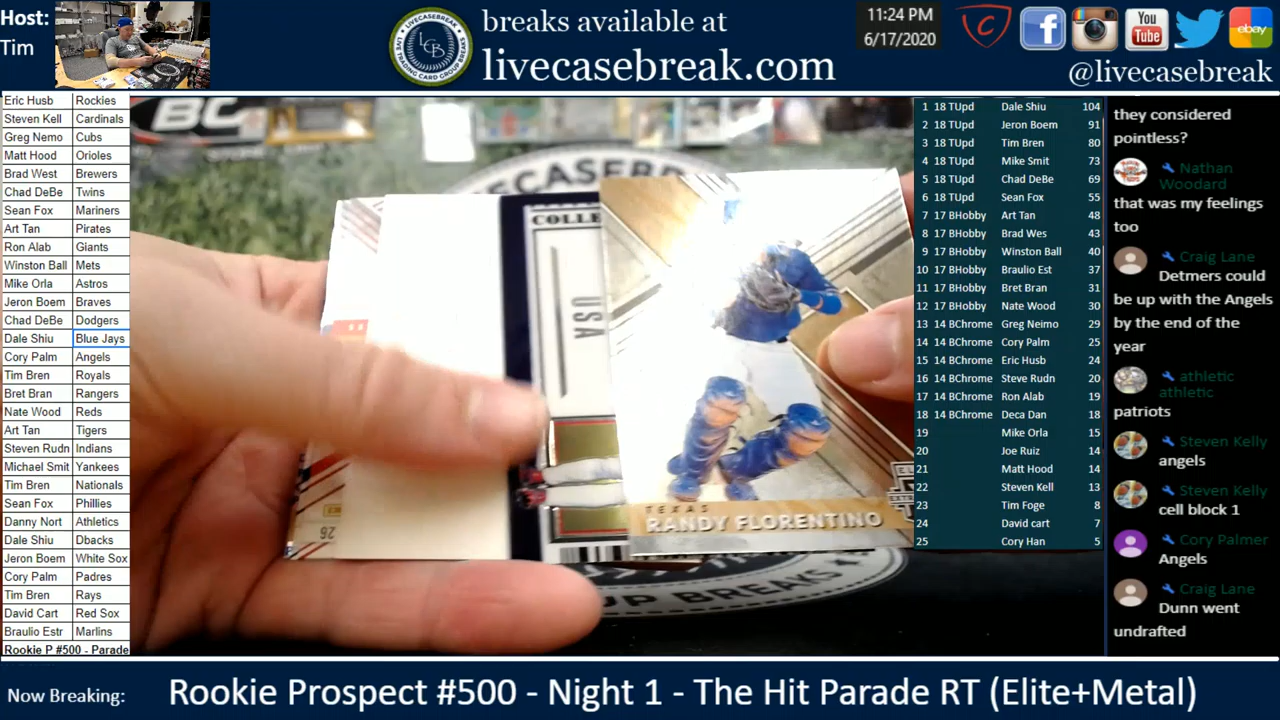 Host:
Tim
LCB
LIVECASEBREAK
LIVE TRADING CARD GROUP BREAKS
breaks available at
livecasebreak.com
11:24 PM
6/17/2020
C
f
You
Tube
ebay
@livecasebreak
Eric Husb Rockies
Steven Kell Cardinals
Greg Nemo Cubs
Matt Hood Orioles
Brad West Brewers
Chad DeBe Twins
Sean Fox Mariners
Art Tan Pirates
Ron Alab Giants
Winston Ball Mets
Mike Orla Astros
Jeron Boem Braves
Chad DeBe Dodgers
Dale Shiu Blue Jays
Cory Palm Angels
Tim Bren Royals
Bret Bran Rangers
Nate Wood Reds
Art Tan Tigers
Steven Rudn Indians
Michael Smit Yankees
Tim Bren Nationals
Sean Fox Phillies
Danny Nort Athletics
Dale Shiu Dbacks
Jeron Boem White Sox
Cory Palm Padres
Tim Bren Rays
David Cart Red Sox
Braulio Estr Marlins
Rookie P #500 - Parade
BC
LIVECASEB
COLLE
USA
26
TEXAS
RANDY FLORENTINO
UP BREAKS
1 18 TUpd Dale Shiu 104
2 18 TUpd Jeron Boem 91
3 18 TUpd Tim Bren 80
4 18 TUpd Mike Smit 73
5 18 TUpd Chad DeBe 69
6 18 TUpd Sean Fox 55
7 17 BHobby Art Tan 48
8 17 BHobby Brad Wes 43
9 17 BHobby Winston Ball 40
10 17 BHobby Braulio Est 37
11 17 BHobby Bret Bran 31
12 17 BHobby Nate Wood 30
13 14 BChrome Greg Neimo 29
14 14 BChrome Cory Palm 25
15 14 BChrome Eric Husb 24
16 14 BChrome Steve Rudn 20
17 14 BChrome Ron Alab 19
18 14 BChrome Deca Dan 18
19 Mike Orla 15
20 Joe Ruiz 14
21 Matt Hood 14
22 Steven Kell 13
23 Tim Foge 8
24 David cart 7
25 Cory Han 5
they considered
pointless?
Nathan
Woodard
that was my feelings
too
Craig Lane
Detmers could
be up with the Angels
by the end of the
year
athletic
athletic
patriots
Steven Kelly
angels
Steven Kelly
cell block 1
Cory Palmer
Angels
Craig Lane
Dunn went
undrafted
Now Breaking:
Rookie Prospect #500 - Night 1 - The Hit Parade RT (Elite+Metal)